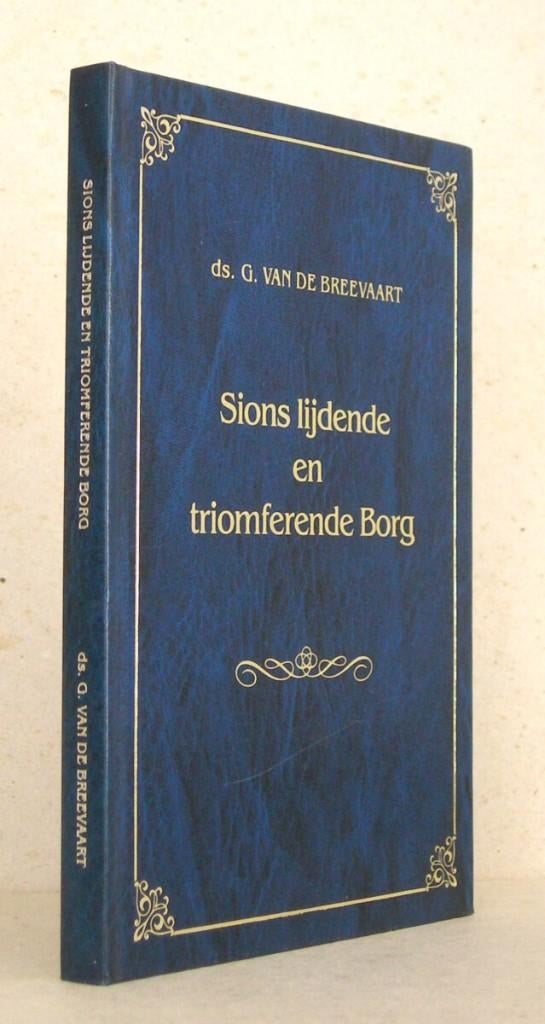 ds. G. VAN DE BREEVAART
Sions lijdende
en
triomferende Borg
SIONS LIJDENDE EN TRIOMFERENDE BORG
ds. G. VAN DE BREEVAART